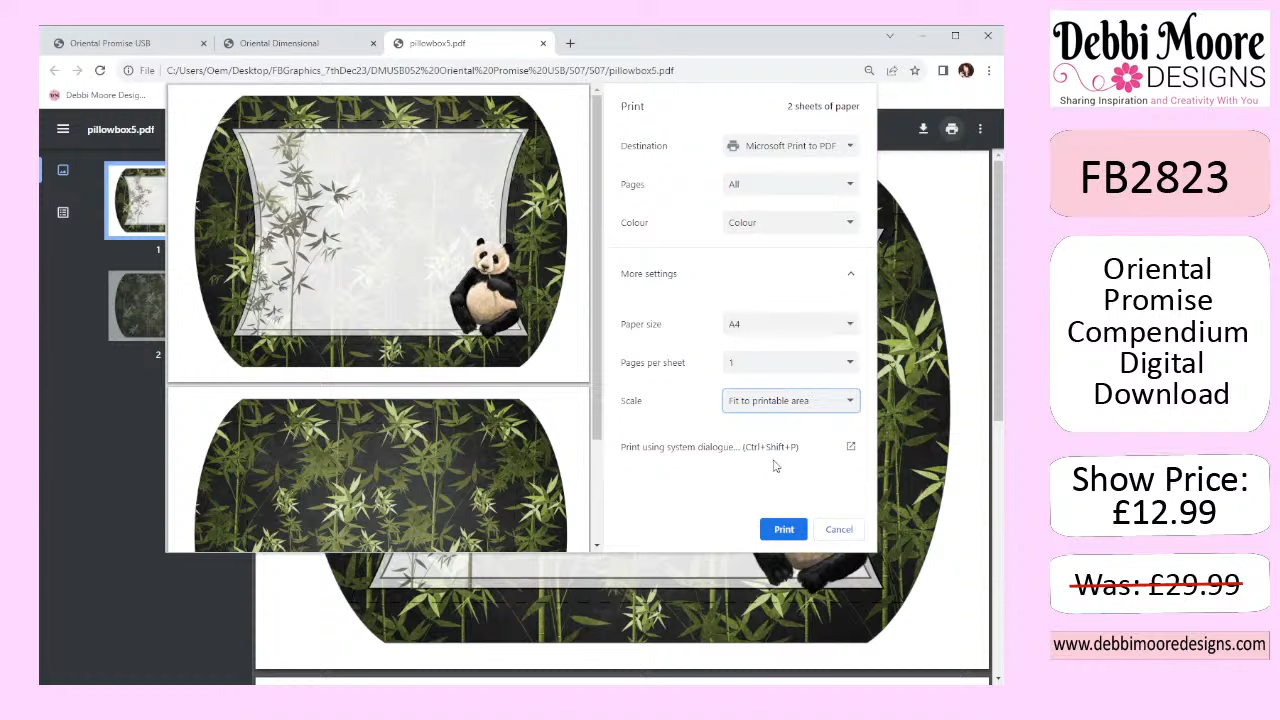 Oriental Promise USB
Oriental Dimensional
pillowbox5.pdf
File
C:/Users/Oem/Desktop/FBGraphics_7thDec23/DMUSB052%20Oriental%20Promise%20USB/S07/S07/pillowbox5.pdf
Debbi Moore Desig...
pillowbox5.pdf
1
2
Print
2 sheets of paper
Destination
Microsoft Print to PDF
Pages
All
Colour
Colour
More settings
Paper size
A4
Pages per sheet
1
Scale
Fit to printable area
Print using system dialogue... (Ctrl+Shift+P)
Print
Cancel
Debbi Moore
DESIGNS
Sharing Inspiration and Creativity With You
FB2823
Oriental
Promise
Compendium
Digital
Download
Show Price:
£12.99
Was: £29.99
www.debbimooredesigns.com